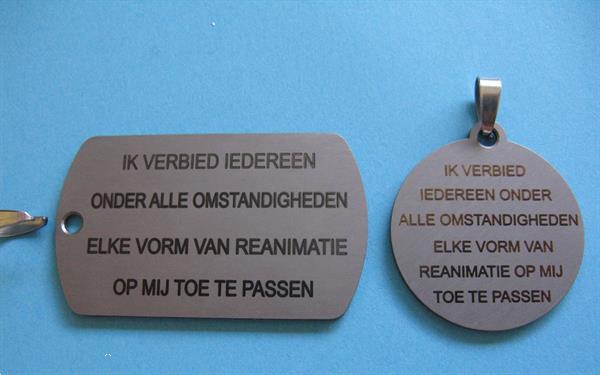 IK VERBIED IEDEREEN
ONDER ALLE OMSTANDIGHEDEN
ELKE VORM VAN REANIMATIE
OP MIJ TOE TE PASSEN
IK VERBIED
IEDEREEN ONDER
ALLE OMSTANDIGHEDEN
ELKE VORM VAN
REANIMATIE OP MIJ
TOE TE PASSEN